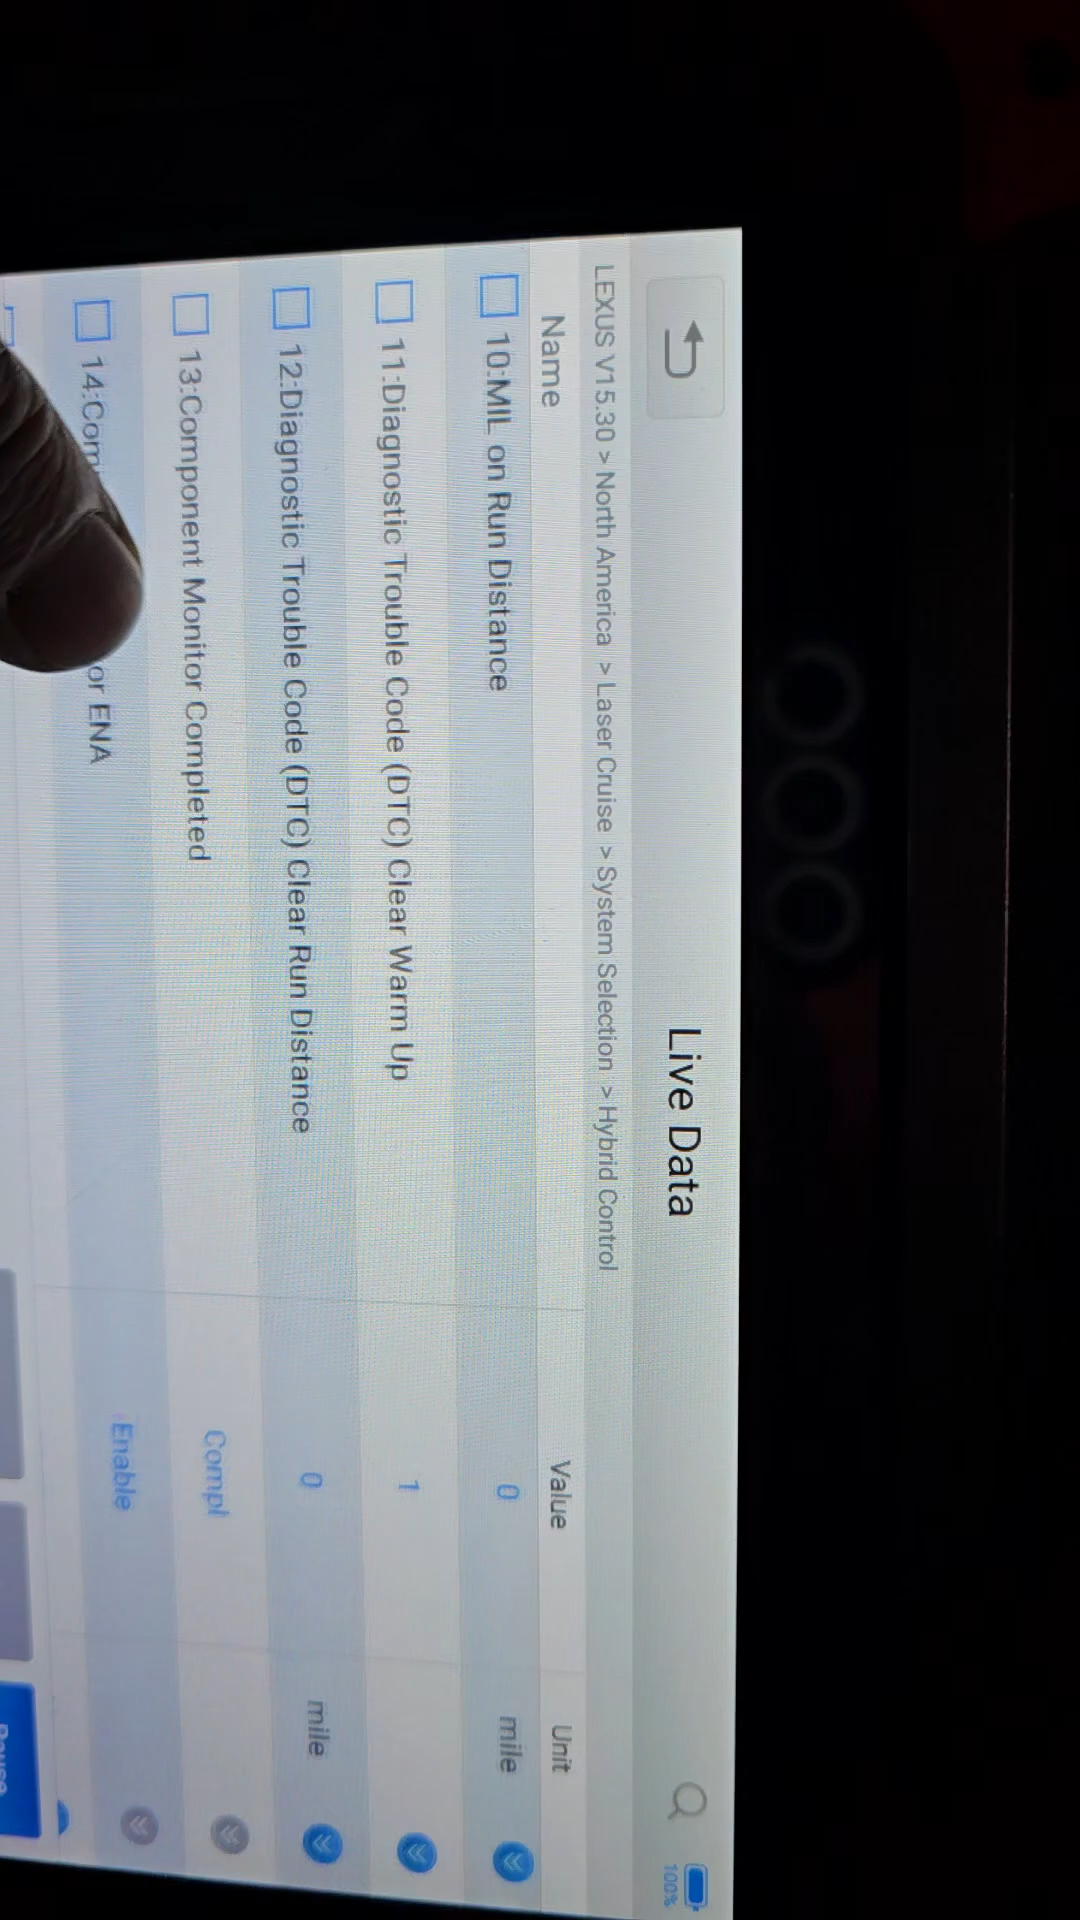 Live Data
100%
LEXUS V15.30 > North America > Laser Cruise > System Selection > Hybrid Control
Name Value Unit
10:MIL on Run Distance 0 mile
11:Diagnostic Trouble Code (DTC) Clear Warm Up 1
12:Diagnostic Trouble Code (DTC) Clear Run Distance 0 mile
13:Component Monitor Completed Compl
14:Com or ENA Enable